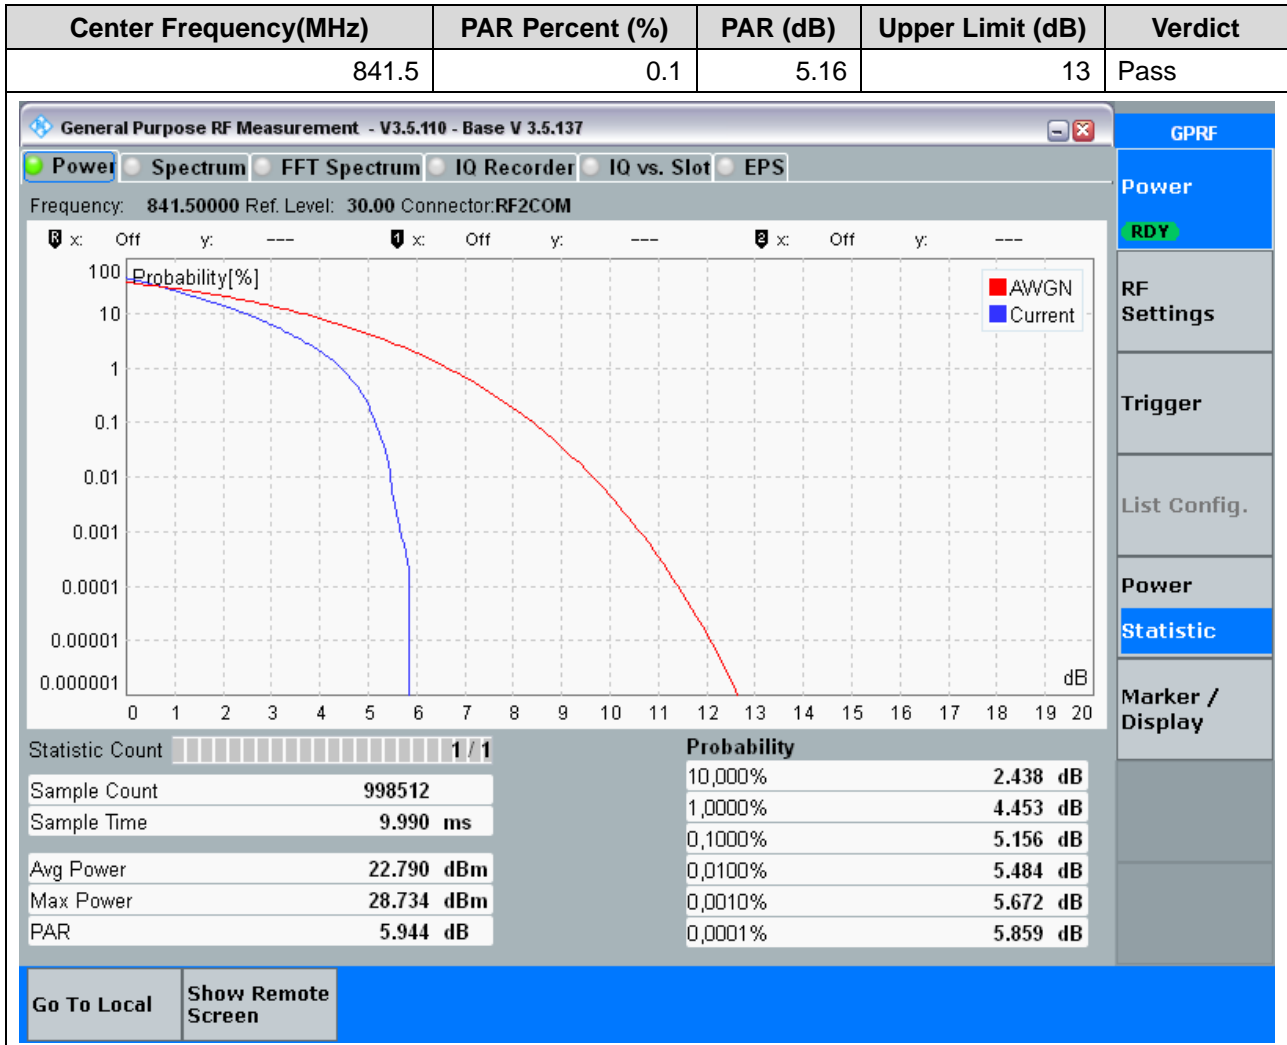 Center Frequency(MHz) PAR Percent (%) PAR (dB) Upper Limit (dB) Verdict
841.5 0.1 5.16 13 Pass
General Purpose RF Measurement - V3.5.110 - Base V 3.5.137
GPRF
Power Spectrum FFT Spectrum IQ Recorder IQ vs. Slot EPS
Power
RDY
Frequency: 841.50000 Ref. Level: 30.00 Connector:RF2COM
R x: Off y: --- 1 x: Off y: --- 2 x: Off y: ---
Probability[%]
100
10
1
0.1
0.01
0.001
0.0001
0.00001
0.000001
AWGN
Current
dB
0 1 2 3 4 5 6 7 8 9 10 11 12 13 14 15 16 17 18 19 20
RF
Settings
Trigger
List Config.
Power
Statistic
Marker /
Display
Statistic Count 1 / 1
Sample Count 998512
Sample Time 9.990 ms
Avg Power 22.790 dBm
Max Power 28.734 dBm
PAR 5.944 dB
Probability
10,000% 2.438 dB
1,0000% 4.453 dB
0,1000% 5.156 dB
0,0100% 5.484 dB
0,0010% 5.672 dB
0,0001% 5.859 dB
Go To Local
Show Remote
Screen